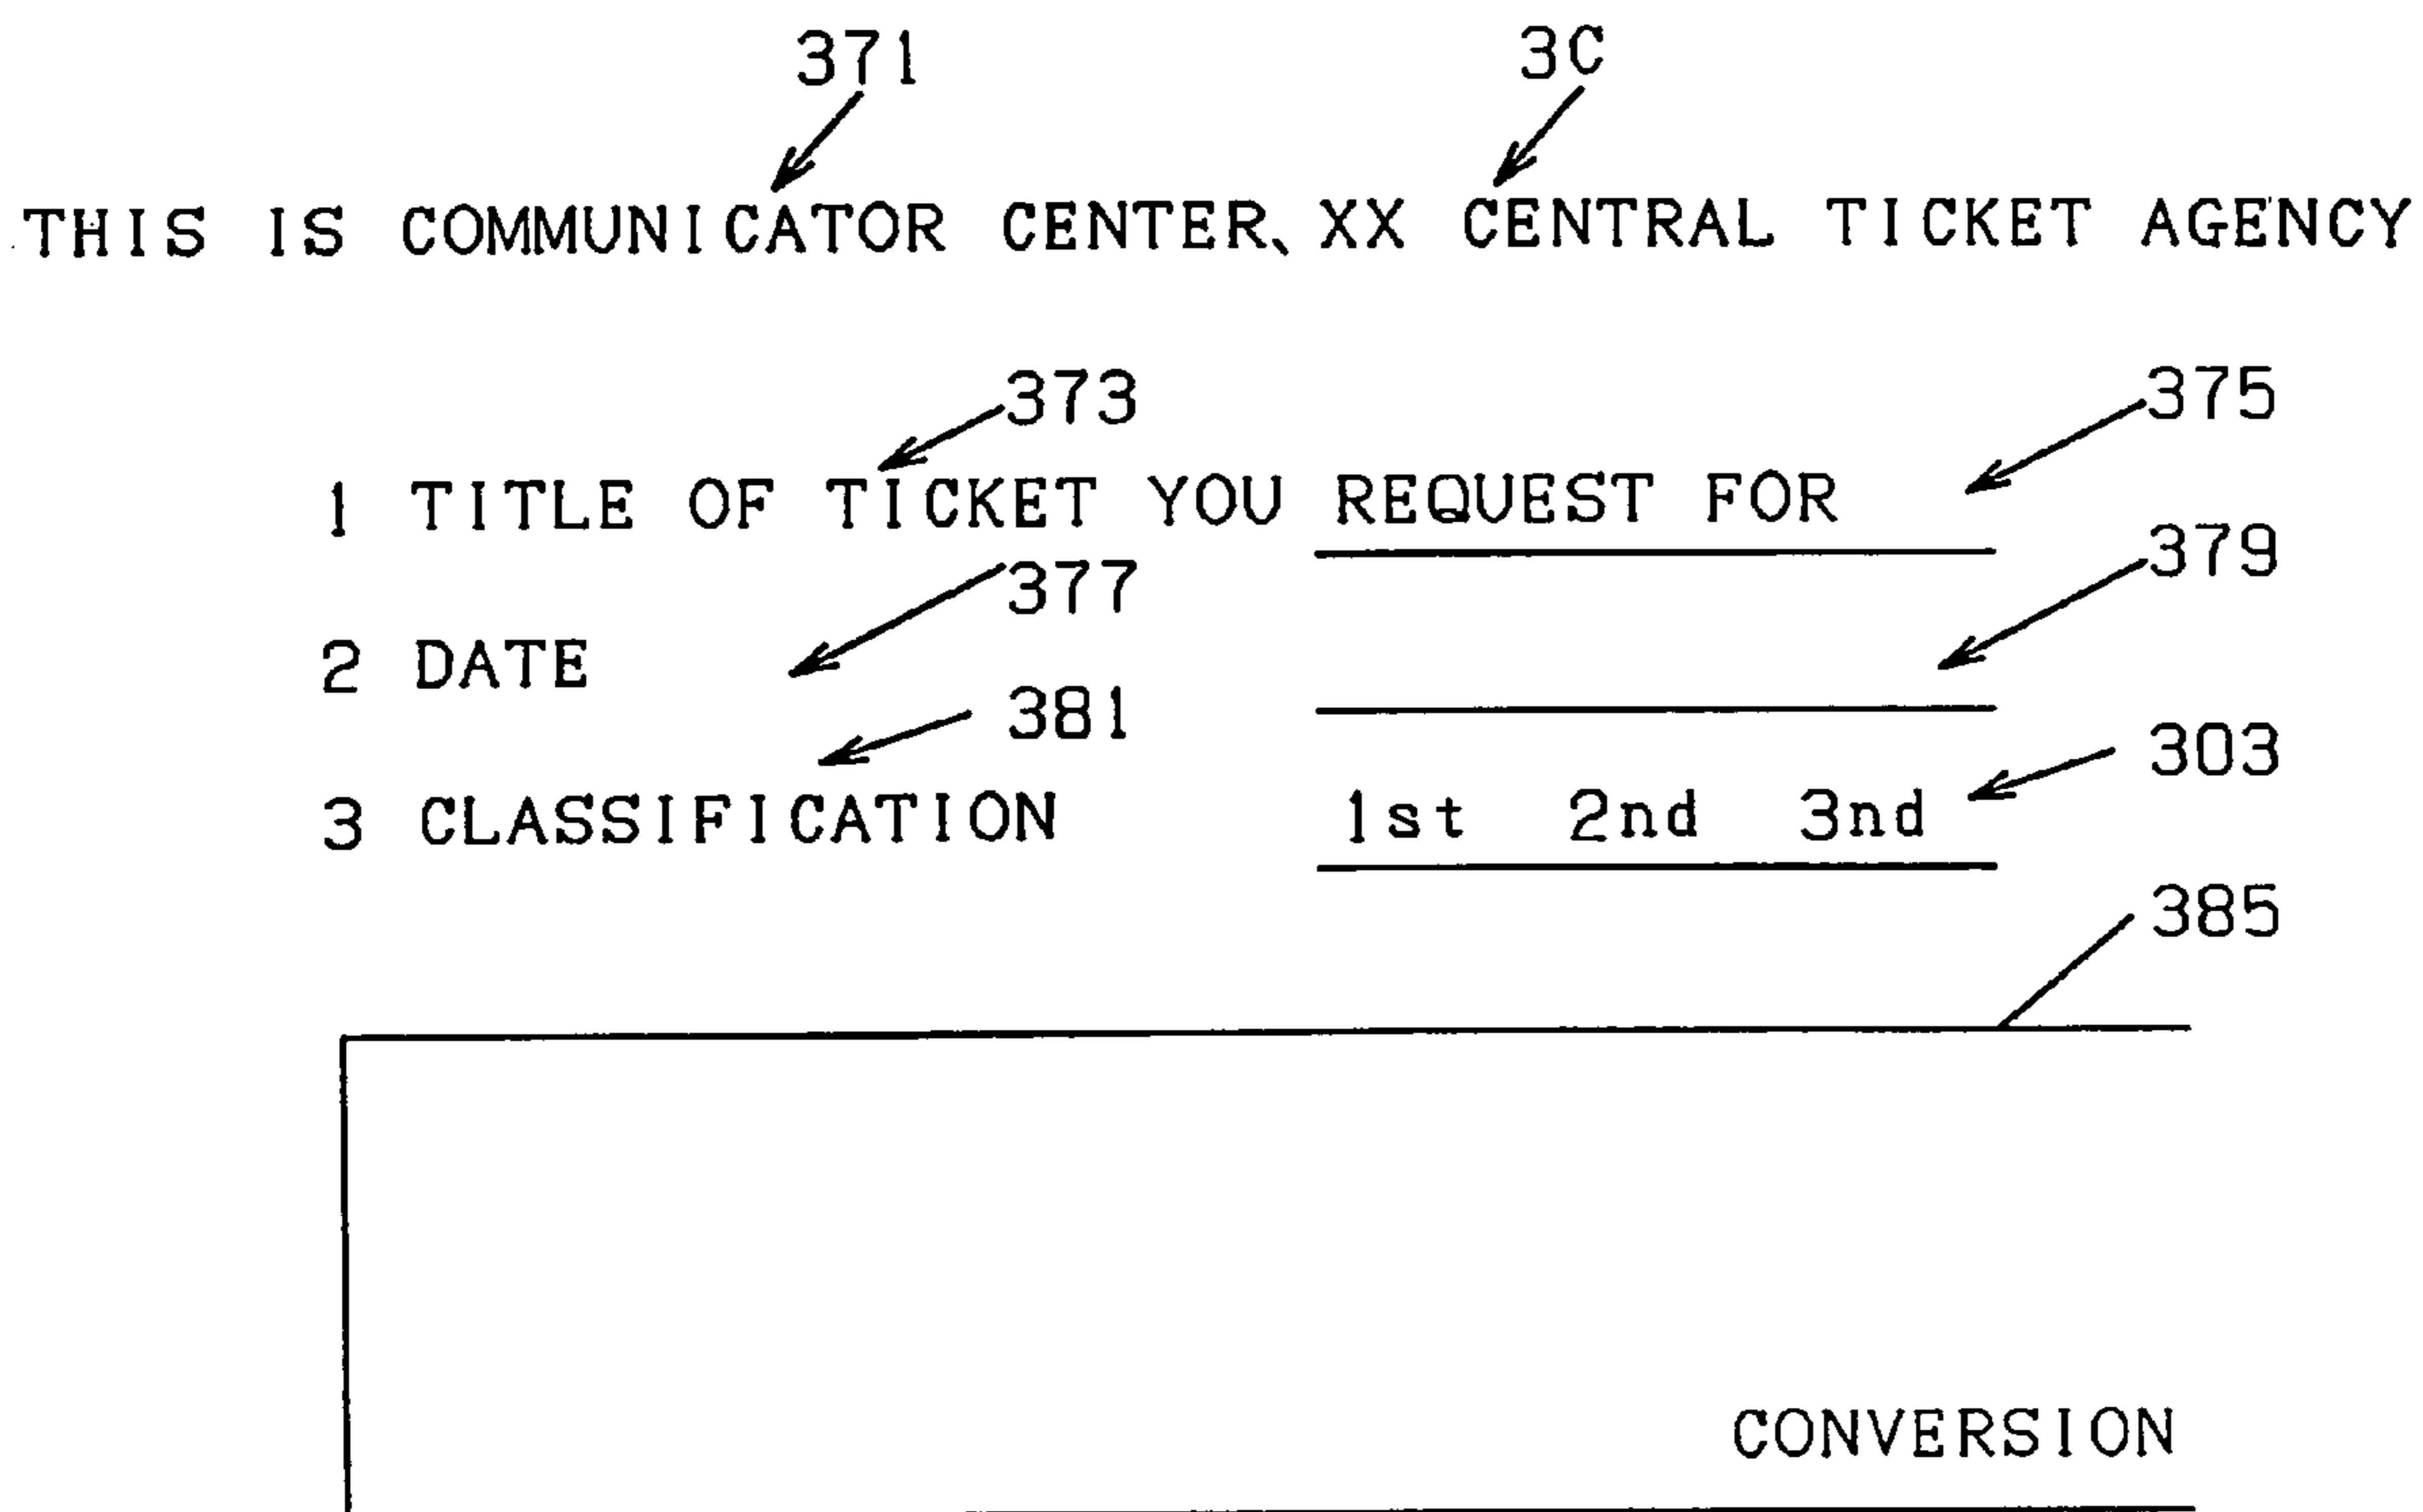 371 3C
THIS IS COMMUNICATOR CENTER, XX CENTRAL TICKET AGENCY
373 375
1 TITLE OF TICKET YOU REQUEST FOR
377 379
2 DATE
381 303
3 CLASSIFICATION 1st 2nd 3nd
385
CONVERSION